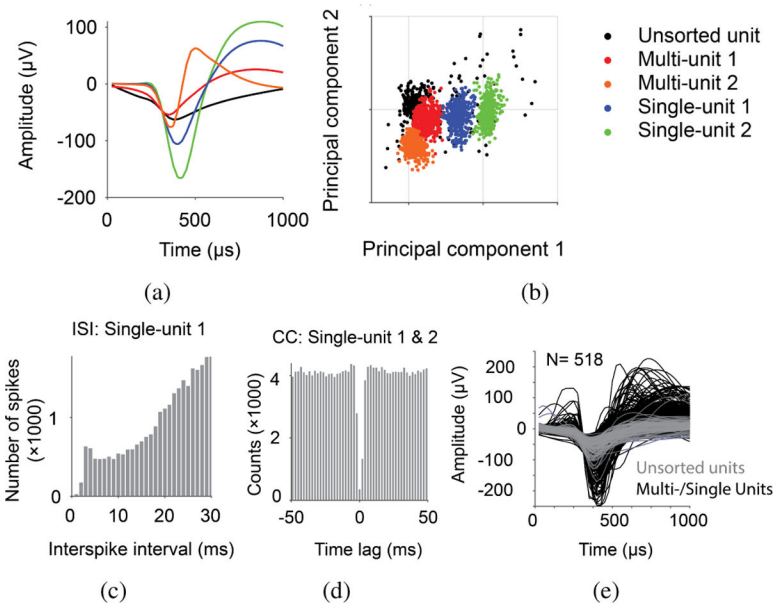 100
0
-100
-200
Amplitude (µV)
0
500
1000
Time (µs)
(a)
Principal component 2
Principal component 1
(b)
Unsorted unit
Multi-unit 1
Multi-unit 2
Single-unit 1
Single-unit 2
ISI: Single-unit 1
Number of spikes
(×1000)
1
0
0
10
20
30
Interspike interval (ms)
(c)
CC: Single-unit 1 & 2
Counts (×1000)
4
2
0
-50
0
50
Time lag (ms)
(d)
N= 518
Amplitude (µV)
200
100
0
-100
-200
Unsorted units
Multi-/Single Units
0
500
1000
Time (µs)
(e)